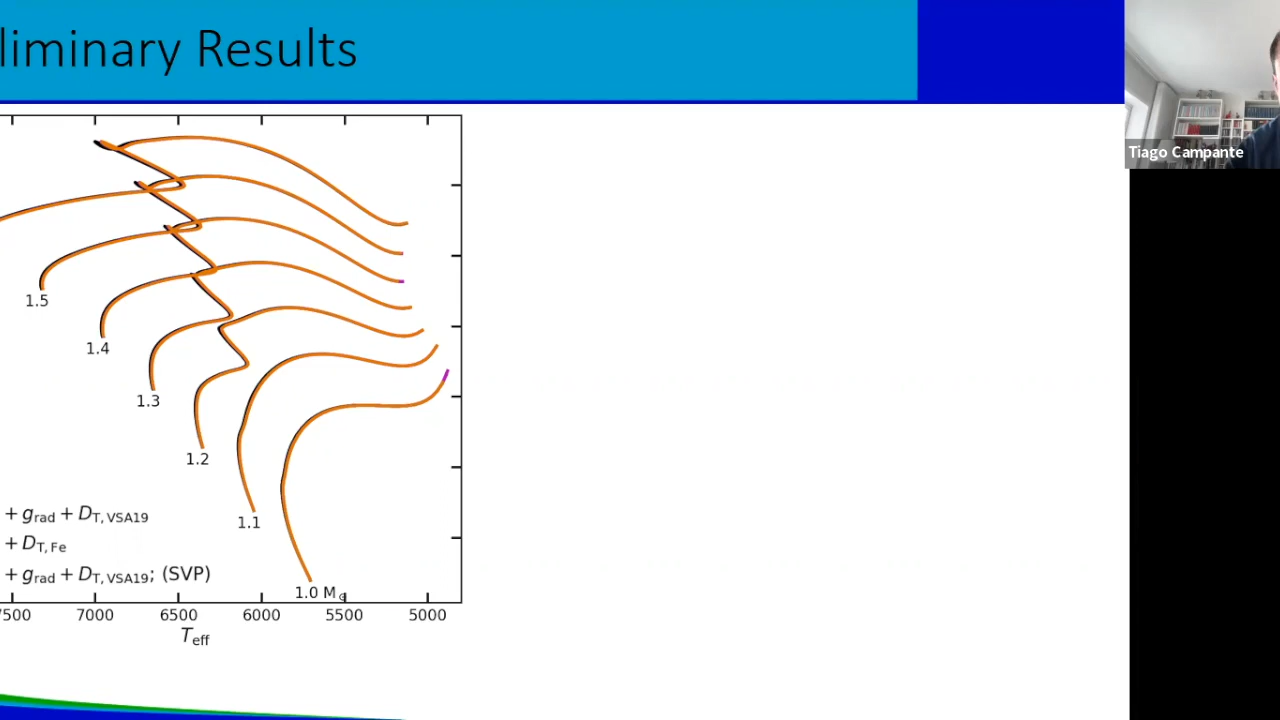 liminary Results
Tiago Campante
1.5
1.4
1.3
1.2
1.1
1.0 M
+ g_rad + D_T,VSA19
+ D_T,Fe
+ g_rad + D_T,VSA19; (SVP)
500 7000 6500 6000 5500 5000
T_eff